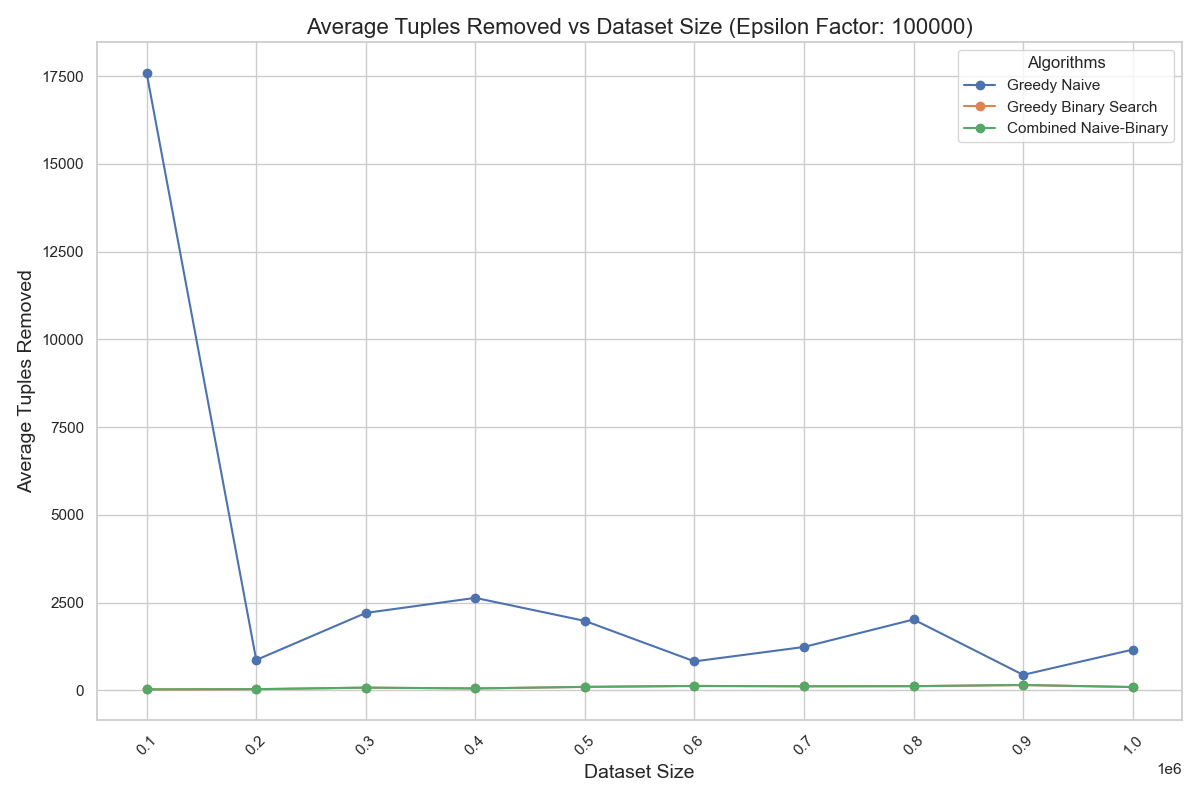 Average Tuples Removed vs Dataset Size (Epsilon Factor: 100000)
Algorithms
Greedy Naive
Greedy Binary Search
Combined Naive-Binary
Average Tuples Removed
17500
15000
12500
10000
7500
5000
2500
0
0.1
0.2
0.3
0.4
0.5
0.6
0.7
0.8
0.9
1.0
1e6
Dataset Size